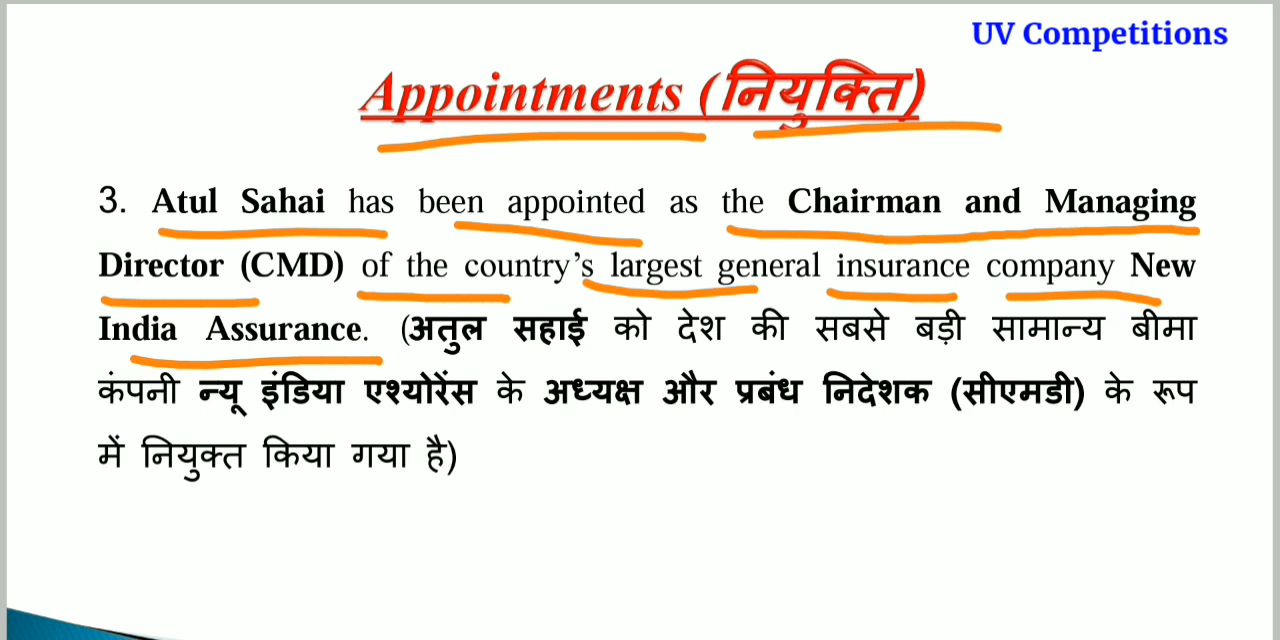 UV Competitions
Appointments (नियुक्ति)
3. Atul Sahai has been appointed as the Chairman and Managing
Director (CMD) of the country’s largest general insurance company New
India Assurance. (अतुल सहाई को देश की सबसे बड़ी सामान्य बीमा
कंपनी न्यू इंडिया एश्योरेंस के अध्यक्ष और प्रबंध निदेशक (सीएमडी) के रूप
में नियुक्त किया गया है)